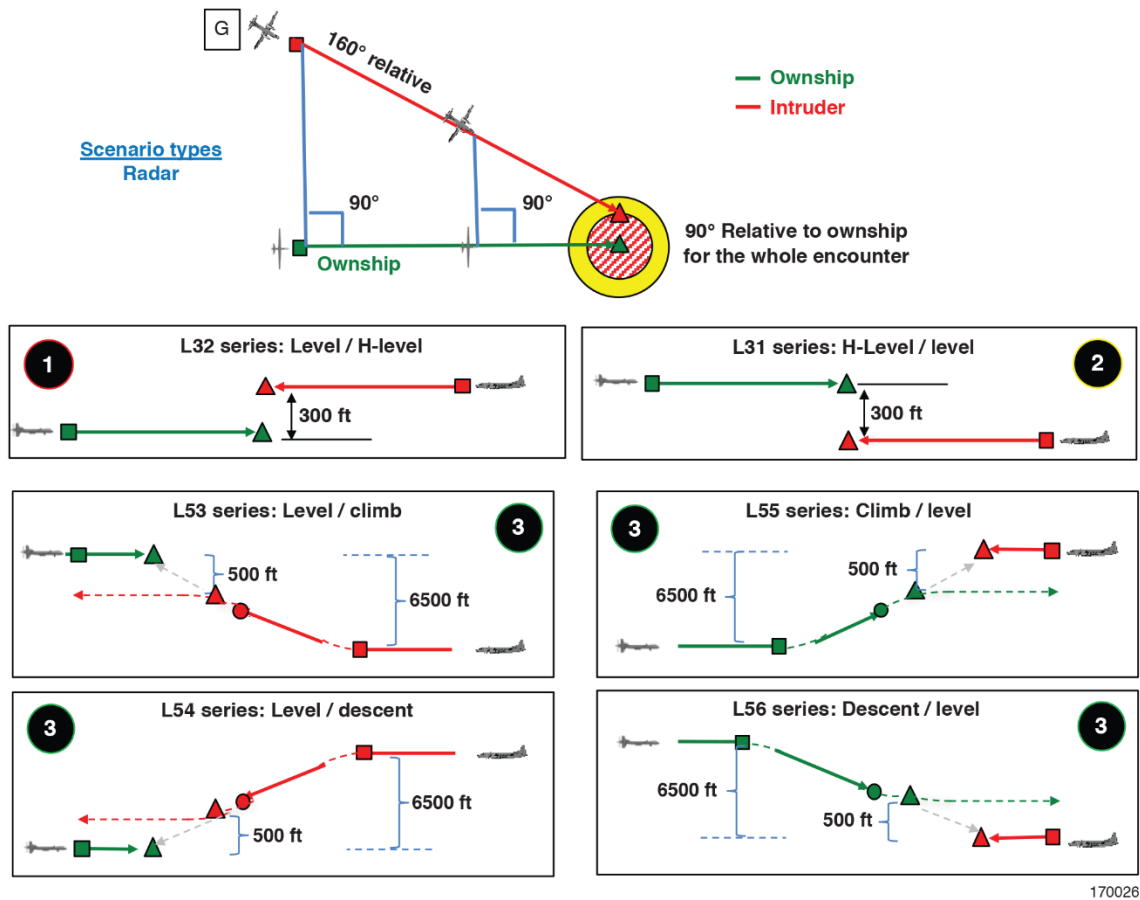 G
160° relative
Ownship
Intruder
Scenario types
Radar
90°
90°
Ownship
90° Relative to ownship
for the whole encounter
1
L32 series: Level / H-level
300 ft
L31 series: H-Level / level
2
300 ft
L53 series: Level / climb
3
500 ft
6500 ft
3
L55 series: Climb / level
500 ft
6500 ft
3
L54 series: Level / descent
6500 ft
500 ft
L56 series: Descent / level
3
6500 ft
500 ft
170026